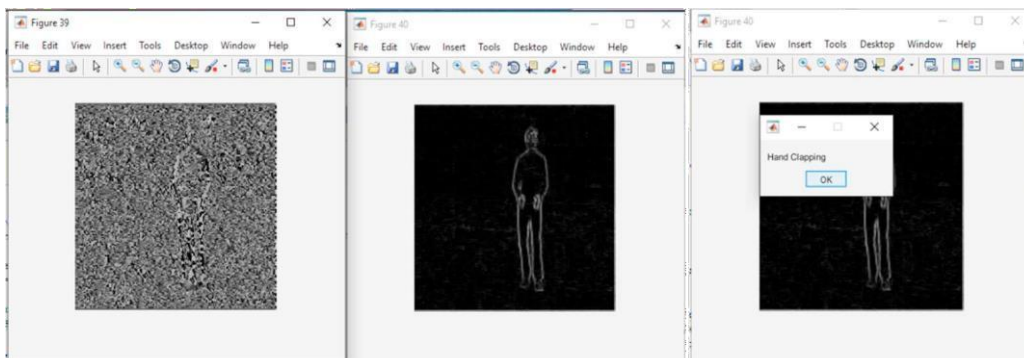 Figure 39
File Edit View Insert Tools Desktop Window Help
Figure 40
File Edit View Insert Tools Desktop Window Help
Figure 40
File Edit View Insert Tools Desktop Window Help
Hand Clapping
OK